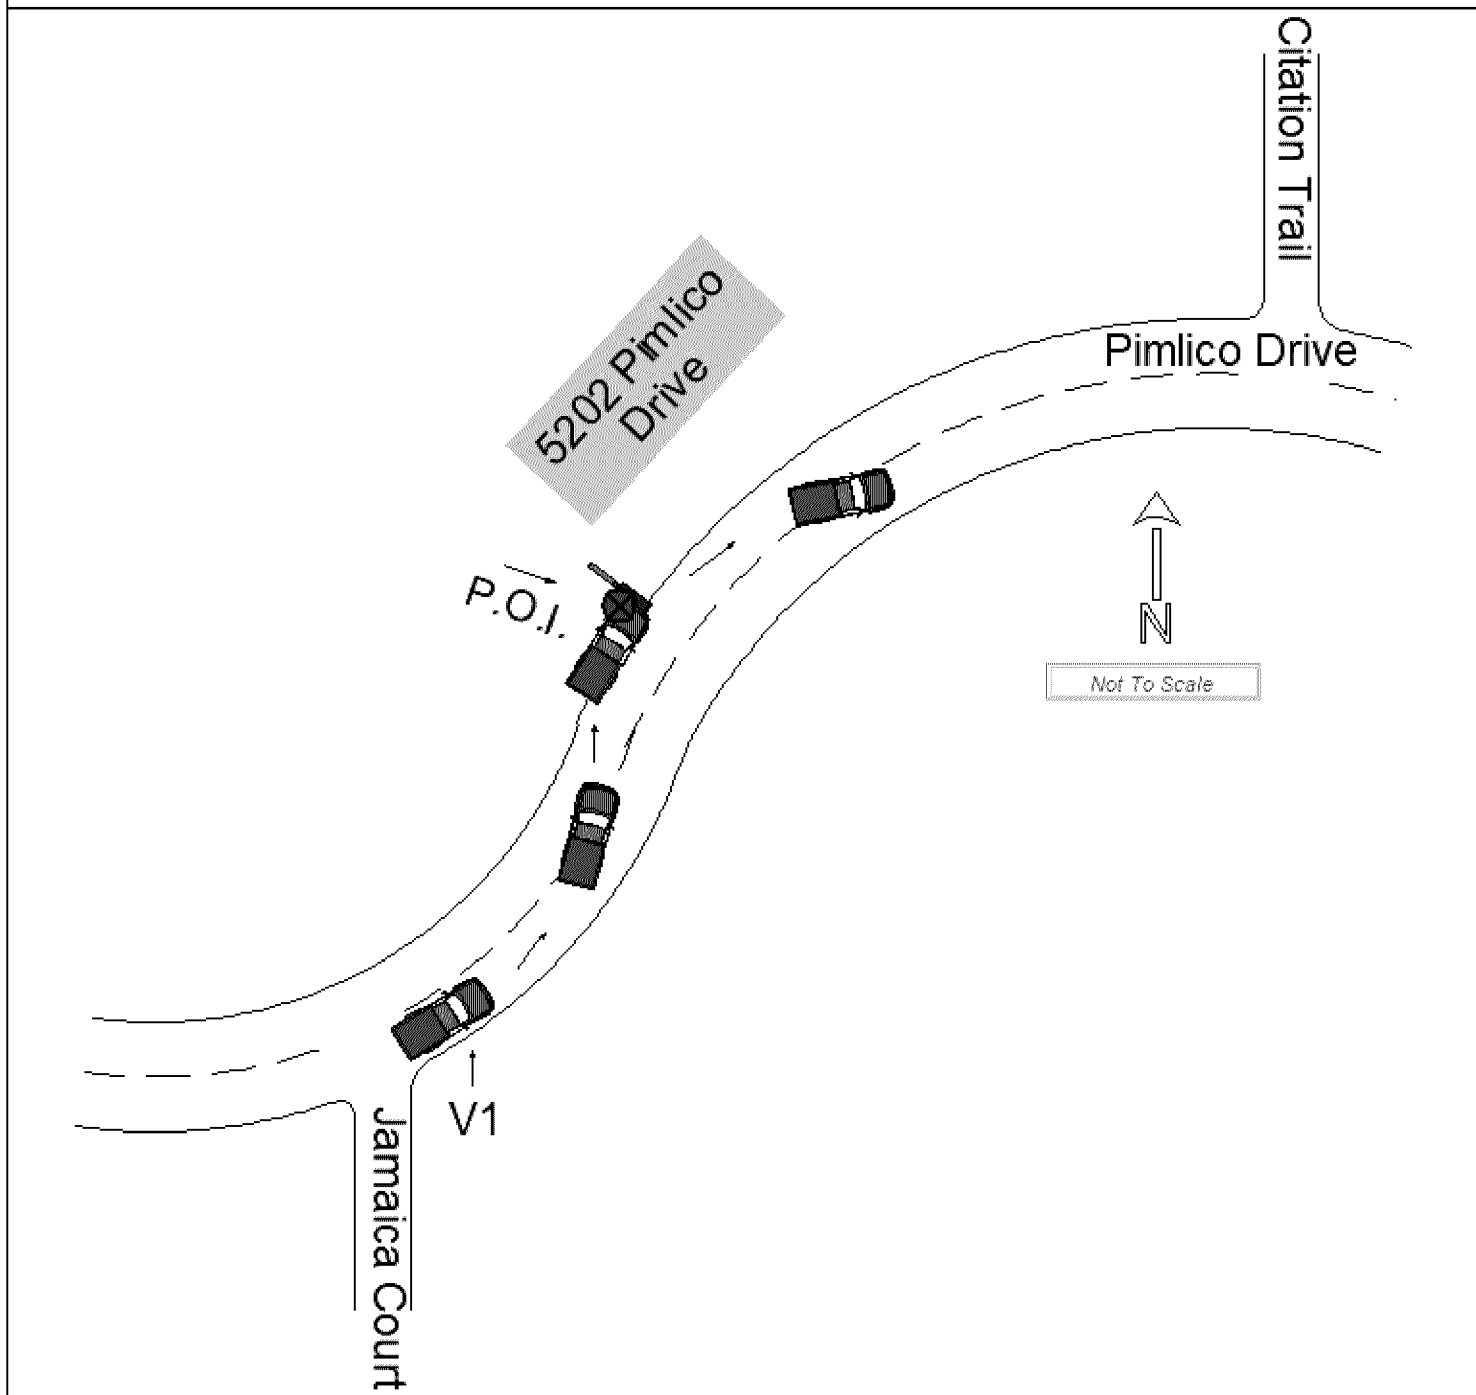 Citation Trail
5202 Pimlico
Drive
Pimlico Drive
P.O.I.
N
Not To Scale
V1
Jamaica Court